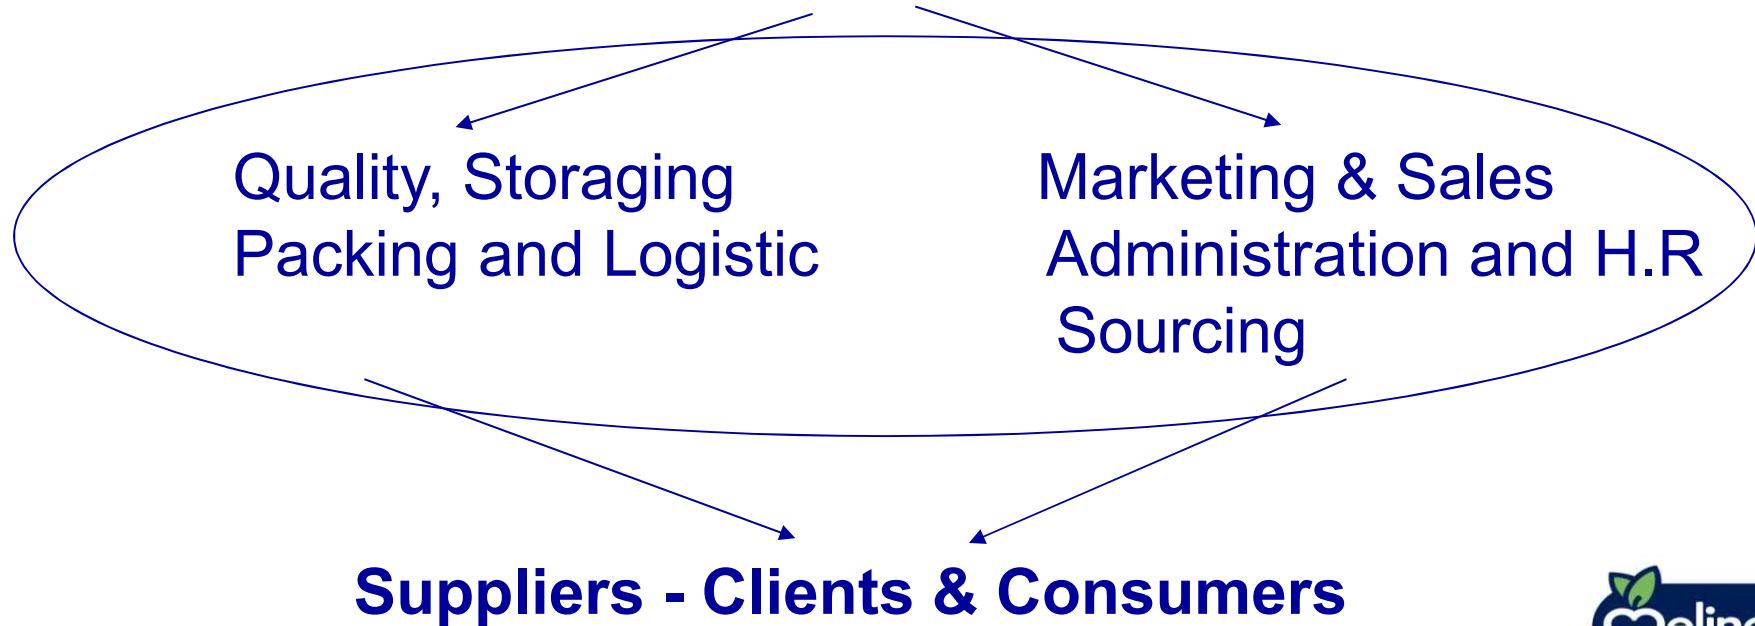 Quality, Storaging
Packing and Logistic
Marketing & Sales
Administration and H.R
Sourcing
Suppliers - Clients & Consumers